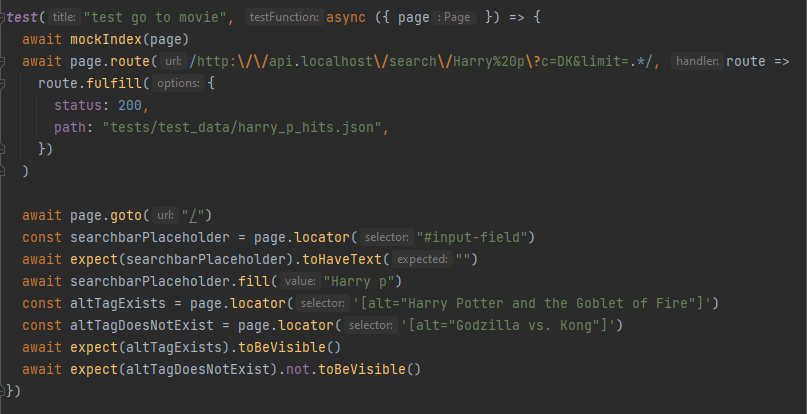 test( title: "test go to movie", testFunction: async ({ page : Page }) => {
  await mockIndex(page)
  await page.route( url: /http:\/\/api.localhost\/search\/Harry%20p\?c=DK&limit=.*/, handler: route =>
    route.fulfill( options: {
      status: 200,
      path: "tests/test_data/harry_p_hits.json",
    })
  )

  await page.goto( url: "/")
  const searchbarPlaceholder = page.locator( selector: "#input-field")
  await expect(searchbarPlaceholder).toHaveText( expected: "")
  await searchbarPlaceholder.fill( value: "Harry p")
  const altTagExists = page.locator( selector: '[alt="Harry Potter and the Goblet of Fire"]')
  const altTagDoesNotExist = page.locator( selector: '[alt="Godzilla vs. Kong"]')
  await expect(altTagExists).toBeVisible()
  await expect(altTagDoesNotExist).not.toBeVisible()
})